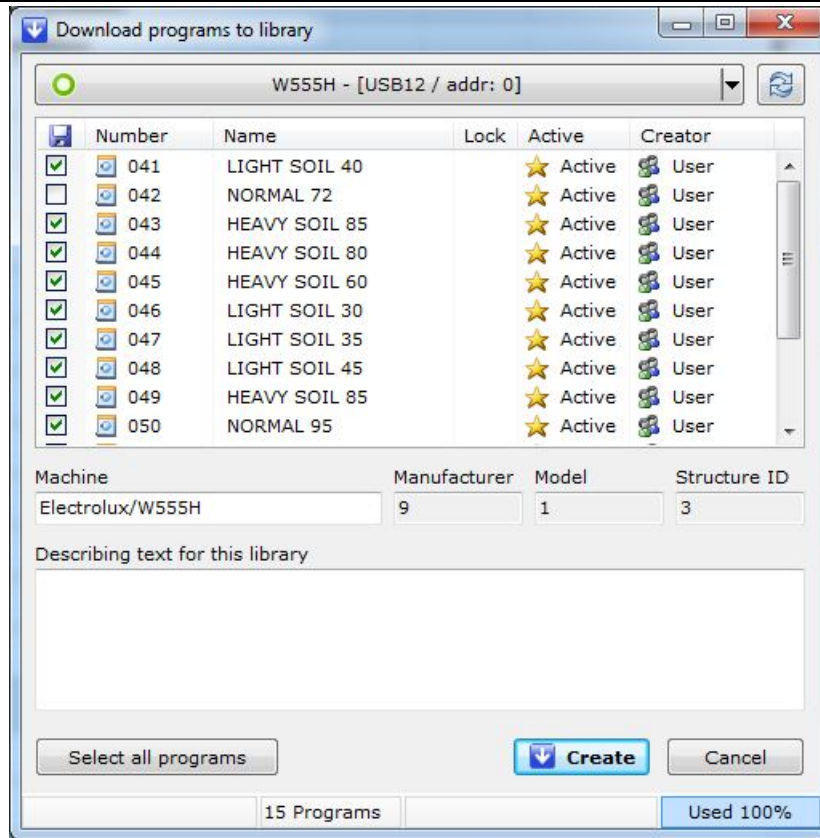 Download programs to library
W555H - [USB12 / addr: 0]
Number Name Lock Active Creator
041 LIGHT SOIL 40 Active User
042 NORMAL 72 Active User
043 HEAVY SOIL 85 Active User
044 HEAVY SOIL 80 Active User
045 HEAVY SOIL 60 Active User
046 LIGHT SOIL 30 Active User
047 LIGHT SOIL 35 Active User
048 LIGHT SOIL 45 Active User
049 HEAVY SOIL 85 Active User
050 NORMAL 95 Active User
Machine Manufacturer Model Structure ID
Electrolux/W555H 9 1 3
Describing text for this library
Select all programs Create Cancel
15 Programs Used 100%